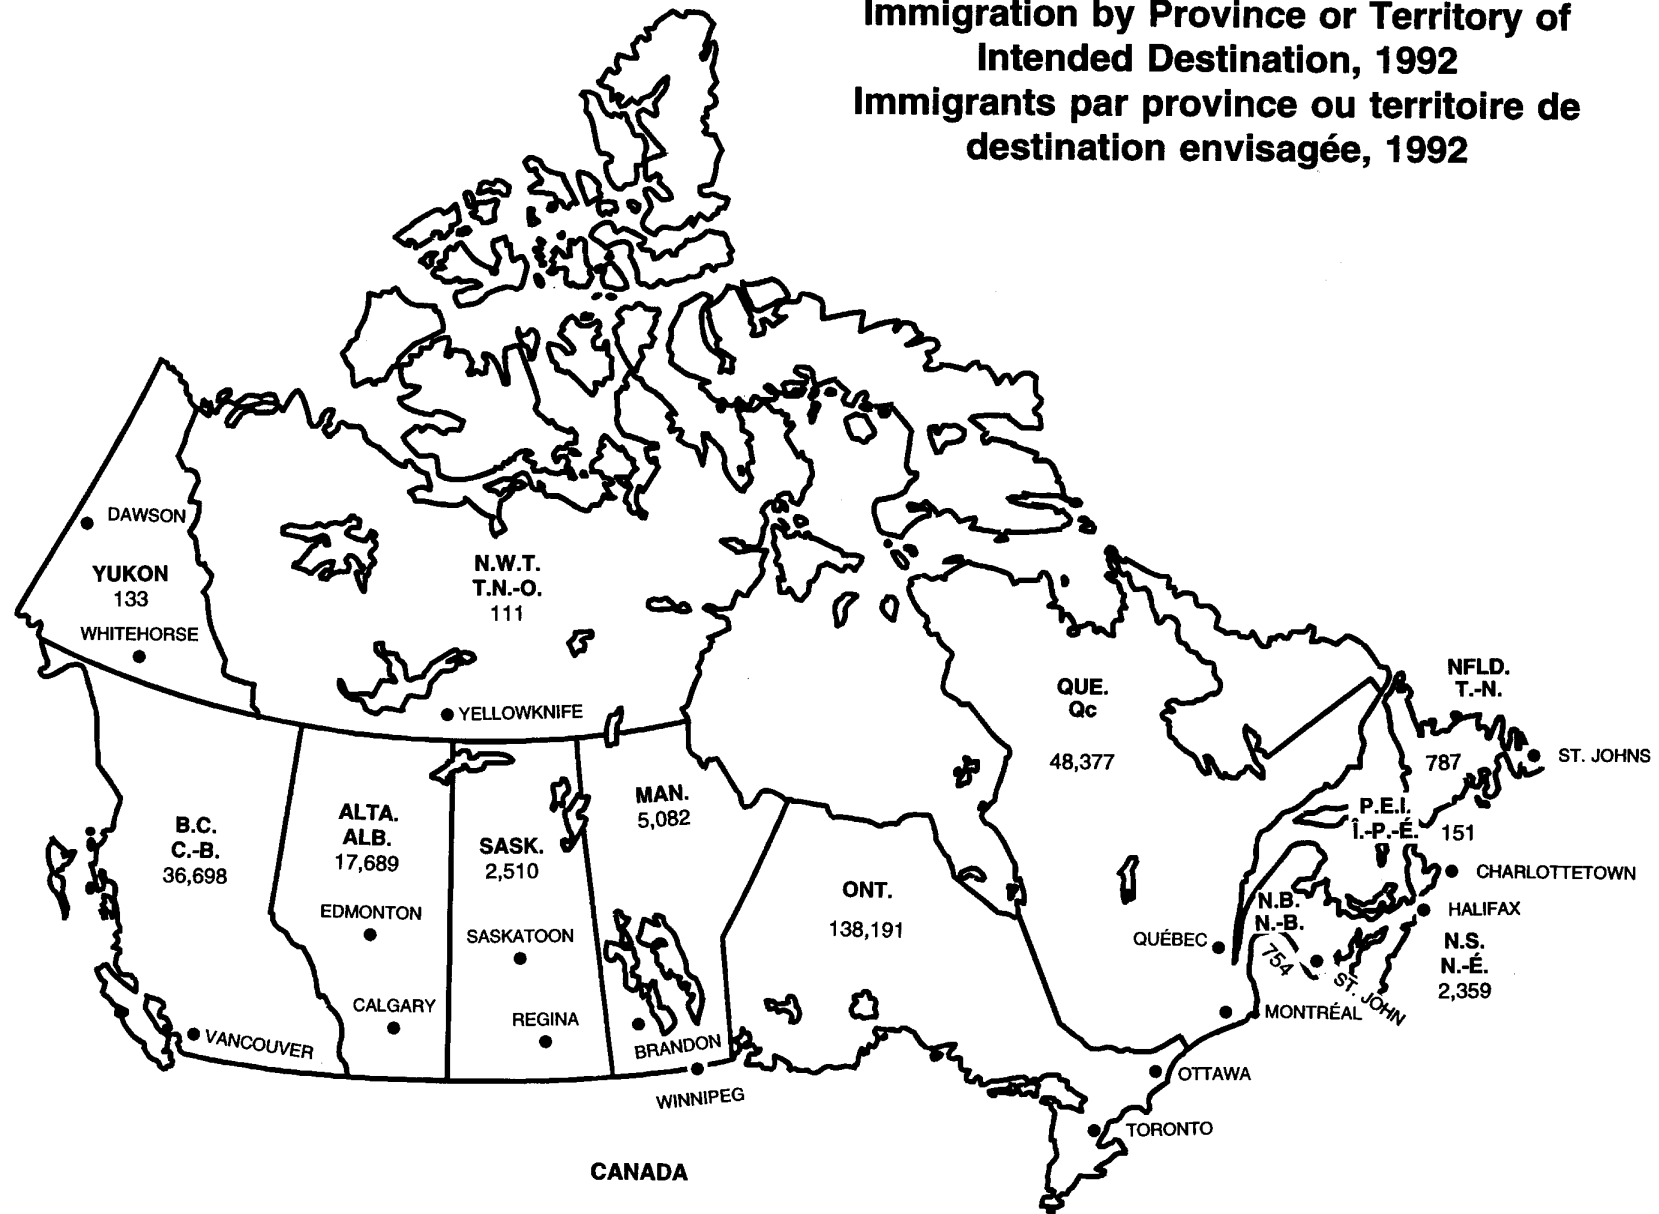 Immigration by Province or Territory of
Intended Destination, 1992
Immigrants par province ou territoire de
destination envisagée, 1992
DAWSON
YUKON
133
WHITEHORSE
N.W.T.
T.N.-O.
111
YELLOWKNIFE
B.C.
C.-B.
36,698
VANCOUVER
ALTA.
ALB.
17,689
EDMONTON
CALGARY
SASK.
2,510
SASKATOON
REGINA
MAN.
5,082
BRANDON
WINNIPEG
ONT.
138,191
OTTAWA
TORONTO
QUE.
Qc
48,377
QUÉBEC
MONTRÉAL
NFLD.
T.-N.
787
ST. JOHNS
P.E.I.
Î.-P.-É.
151
CHARLOTTETOWN
N.B.
N.-B.
754
ST. JOHN
HALIFAX
N.S.
N.-É.
2,359
CANADA